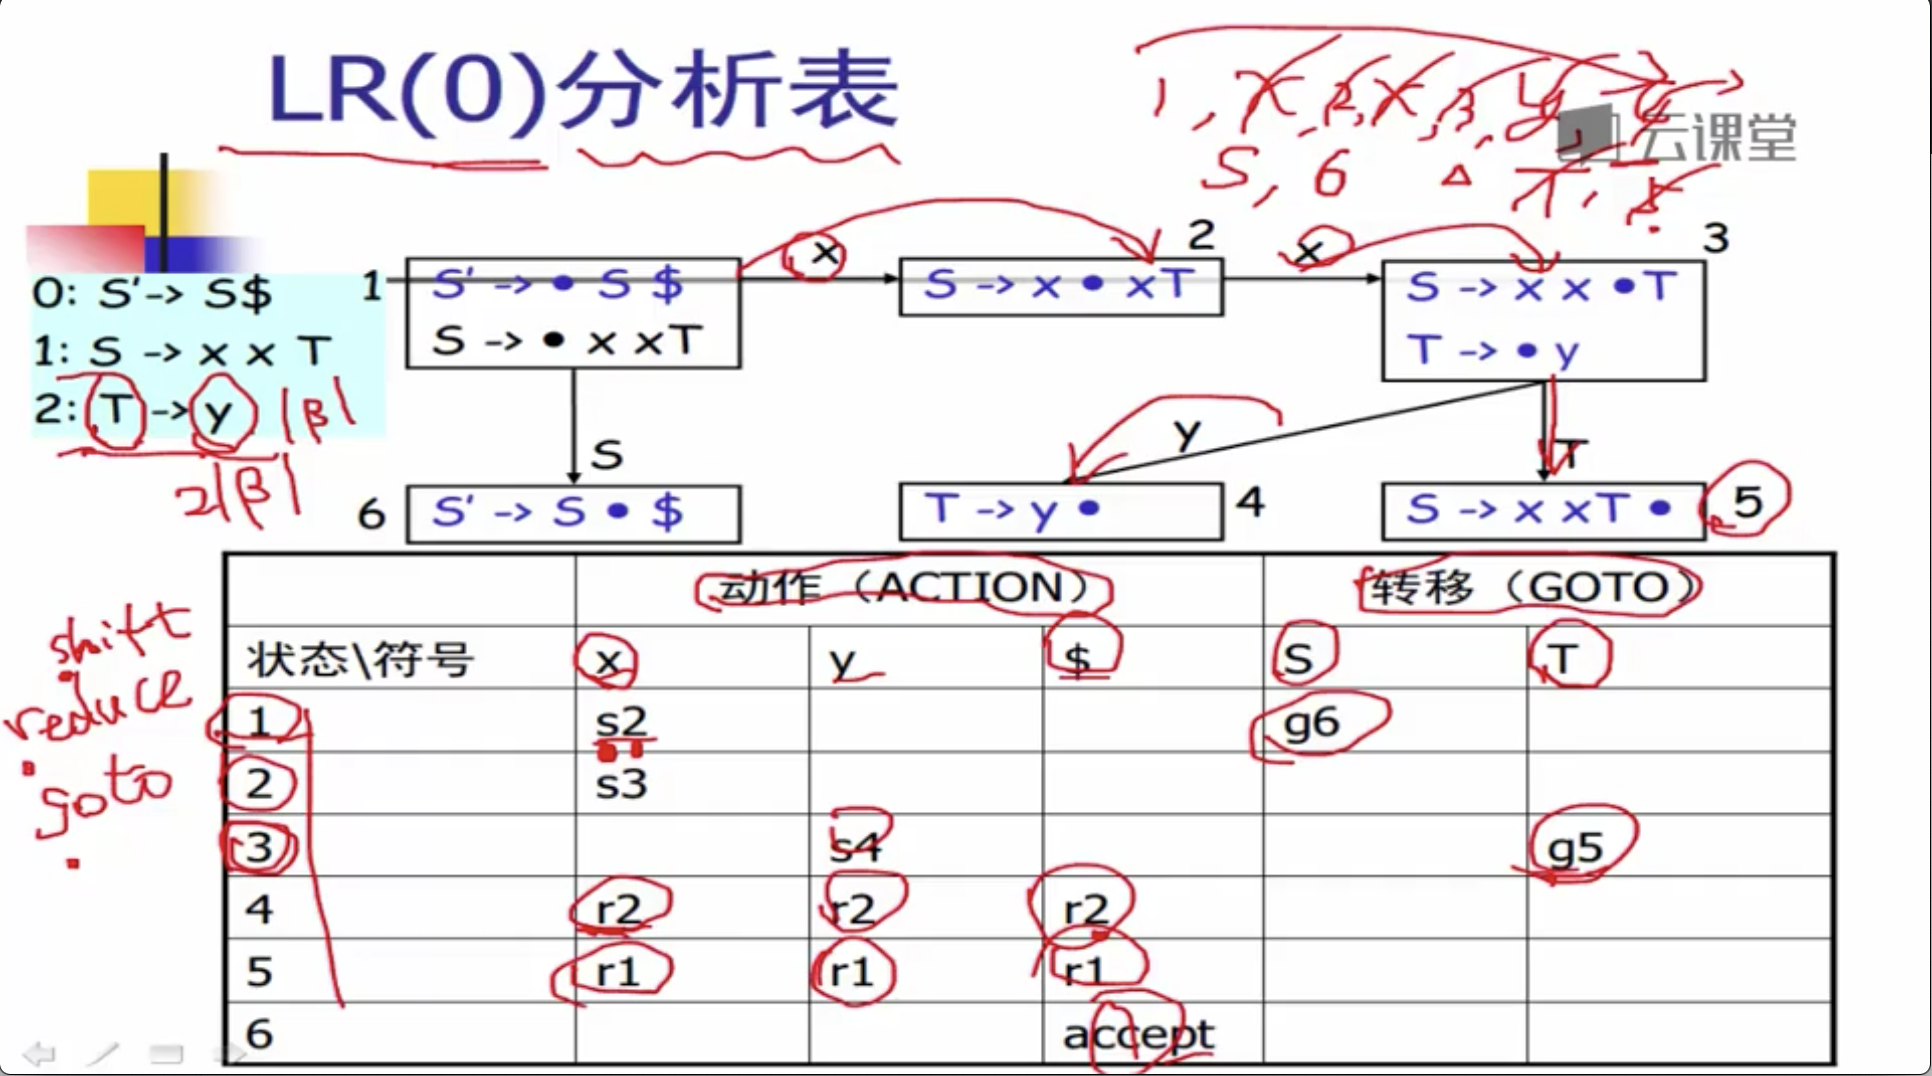 LR(0)分析表
1, x, 2, x, 3, y
云课堂
S, 6
0: S'-> S$
1: S -> x x T
2: T -> y |β|
2|β|
1
S' -> • S $
S -> • x xT
x
2
S -> x • xT
x
3
S -> x x •T
T -> • y
S
y
T
6
S' -> S • $
T -> y •
4
S -> x xT •
5
shift
reduce
goto
动作（ACTION） 转移（GOTO）
状态\符号 x y $ S T
1 s2 g6
2 s3
3 s4 g5
4 r2 r2 r2
5 r1 r1 r1
6 accept